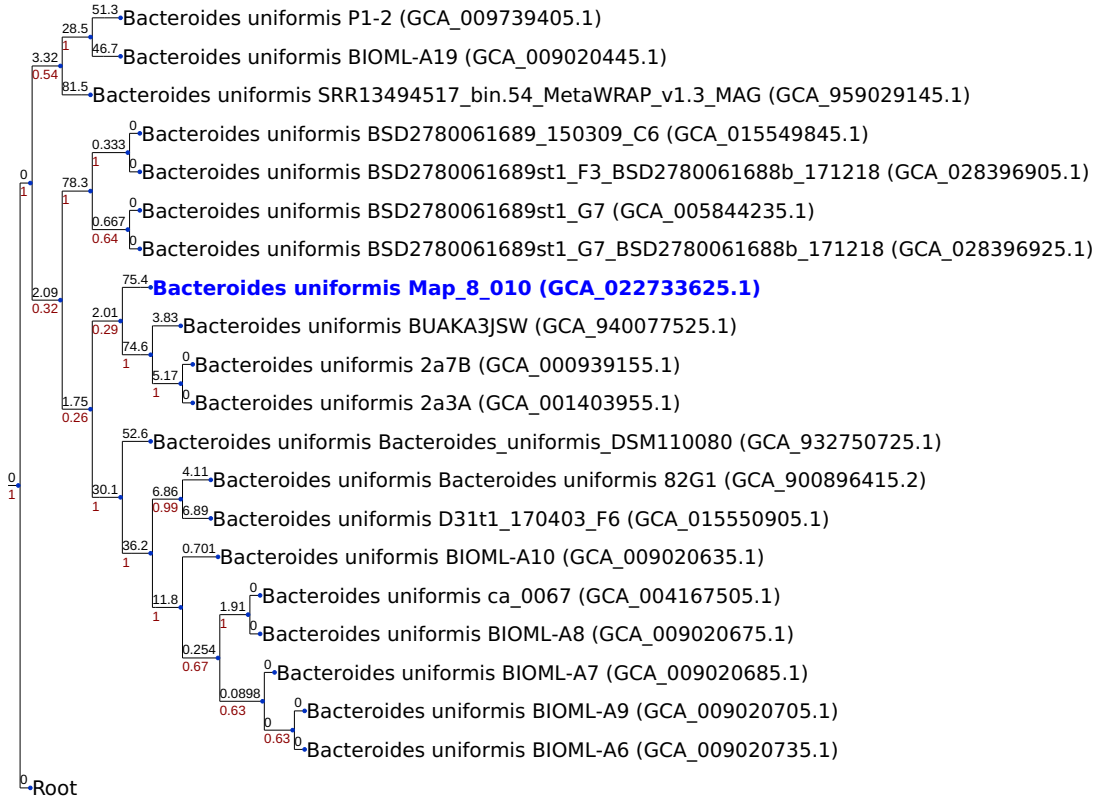 51.3 Bacteroides uniformis P1-2 (GCA_009739405.1)
28.5
1
46.7 Bacteroides uniformis BIOML-A19 (GCA_009020445.1)
3.32
0.54
81.5 Bacteroides uniformis SRR13494517_bin.54_MetaWRAP_v1.3_MAG (GCA_959029145.1)
0 Bacteroides uniformis BSD2780061689_150309_C6 (GCA_015549845.1)
0.333
1
0 Bacteroides uniformis BSD2780061689st1_F3_BSD2780061688b_171218 (GCA_028396905.1)
0
1
78.3
1
0 Bacteroides uniformis BSD2780061689st1_G7 (GCA_005844235.1)
0.667
0.64
0 Bacteroides uniformis BSD2780061689st1_G7_BSD2780061688b_171218 (GCA_028396925.1)
75.4 Bacteroides uniformis Map_8_010 (GCA_022733625.1)
2.09
0.32
2.01
0.29
3.83 Bacteroides uniformis BUAKA3JSW (GCA_940077525.1)
74.6
1
0 Bacteroides uniformis 2a7B (GCA_000939155.1)
5.17
1
0 Bacteroides uniformis 2a3A (GCA_001403955.1)
1.75
0.26
52.6 Bacteroides uniformis Bacteroides_uniformis_DSM110080 (GCA_932750725.1)
4.11 Bacteroides uniformis Bacteroides uniformis 82G1 (GCA_900896415.2)
0
1
30.1
1
6.86
0.99
6.89 Bacteroides uniformis D31t1_170403_F6 (GCA_015550905.1)
36.2
1
0.701 Bacteroides uniformis BIOML-A10 (GCA_009020635.1)
0 Bacteroides uniformis ca_0067 (GCA_004167505.1)
11.8
1
1.91
1
0 Bacteroides uniformis BIOML-A8 (GCA_009020675.1)
0.254
0.67
0 Bacteroides uniformis BIOML-A7 (GCA_009020685.1)
0.0898
0.63
0 Bacteroides uniformis BIOML-A9 (GCA_009020705.1)
0
0.63
0 Bacteroides uniformis BIOML-A6 (GCA_009020735.1)
0 Root